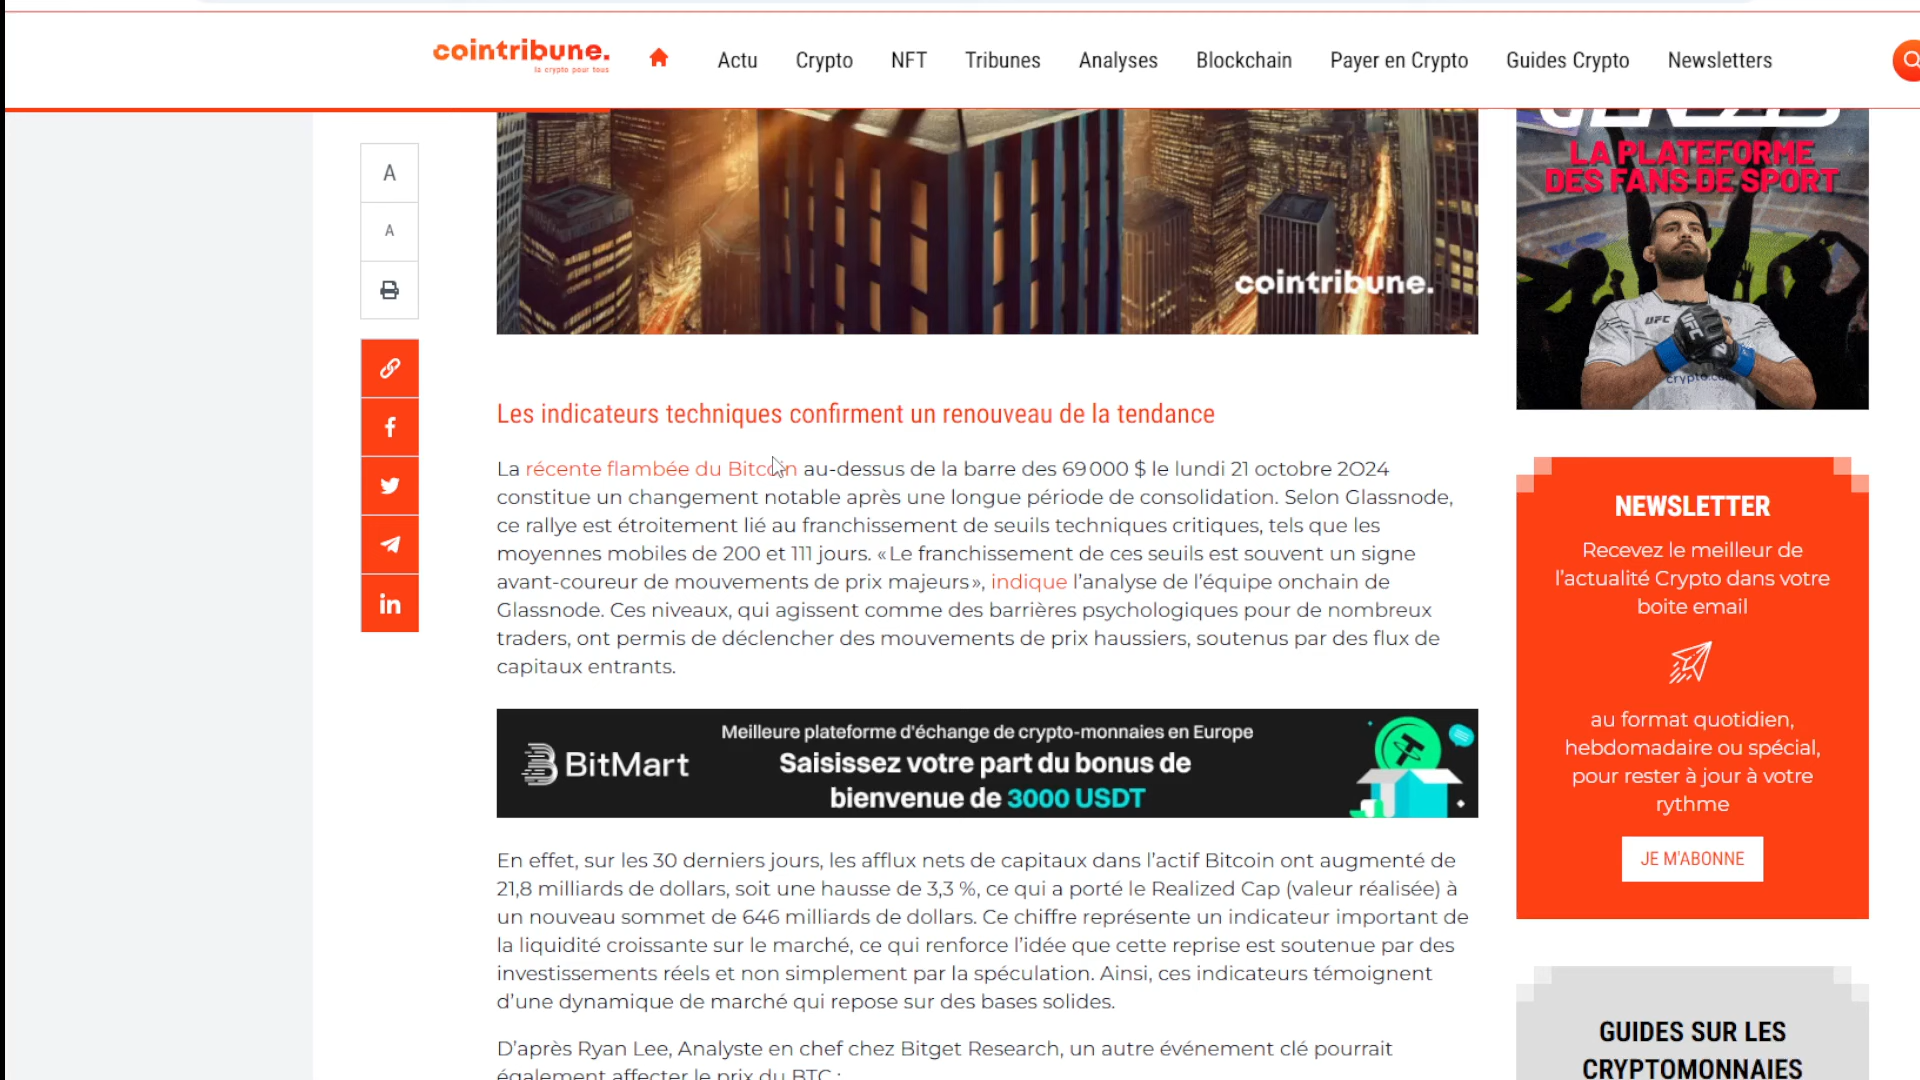 cointribune.
la crypto pour tous
Actu
Crypto
NFT
Tribunes
Analyses
Blockchain
Payer en Crypto
Guides Crypto
Newsletters
A
A
cointribune.
LA PLATEFORME
DES FANS DE SPORT
UFC
UFC
crypto.co
Les indicateurs techniques confirment un renouveau de la tendance
La récente flambée du Bitcoin au-dessus de la barre des 69 000 $ le lundi 21 octobre 2024
constitue un changement notable après une longue période de consolidation. Selon Glassnode,
ce rallye est étroitement lié au franchissement de seuils techniques critiques, tels que les
moyennes mobiles de 200 et 111 jours. « Le franchissement de ces seuils est souvent un signe
avant-coureur de mouvements de prix majeurs », indique l’analyse de l’équipe onchain de
Glassnode. Ces niveaux, qui agissent comme des barrières psychologiques pour de nombreux
traders, ont permis de déclencher des mouvements de prix haussiers, soutenus par des flux de
capitaux entrants.
BitMart
Meilleure plateforme d'échange de crypto-monnaies en Europe
Saisissez votre part du bonus de
bienvenue de 3000 USDT
En effet, sur les 30 derniers jours, les afflux nets de capitaux dans l’actif Bitcoin ont augmenté de
21,8 milliards de dollars, soit une hausse de 3,3 %, ce qui a porté le Realized Cap (valeur réalisée) à
un nouveau sommet de 646 milliards de dollars. Ce chiffre représente un indicateur important de
la liquidité croissante sur le marché, ce qui renforce l’idée que cette reprise est soutenue par des
investissements réels et non simplement par la spéculation. Ainsi, ces indicateurs témoignent
d’une dynamique de marché qui repose sur des bases solides.
D’après Ryan Lee, Analyste en chef chez Bitget Research, un autre événement clé pourrait
également affecter le prix du BTC :
NEWSLETTER
Recevez le meilleur de
l’actualité Crypto dans votre
boite email
au format quotidien,
hebdomadaire ou spécial,
pour rester à jour à votre
rythme
JE M'ABONNE
GUIDES SUR LES
CRYPTOMONNAIES